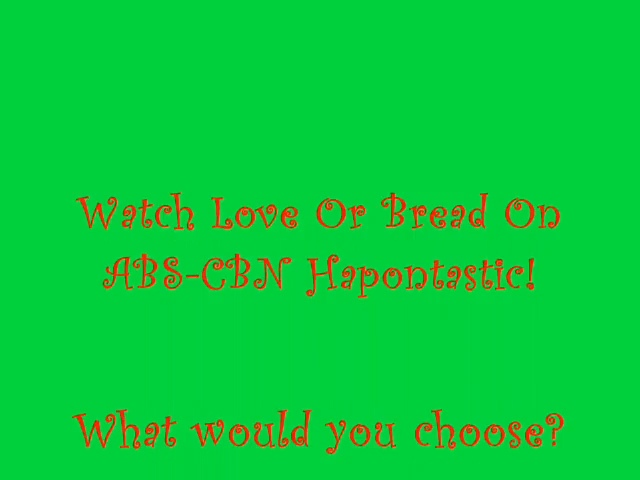 Watch Love Or Bread On
ABS-CBN Hapontastic!
What would you choose?